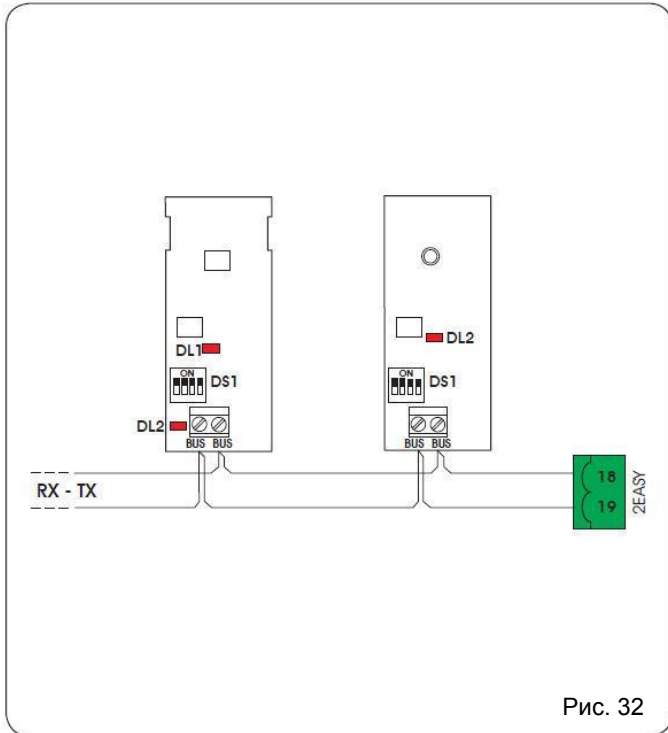 DL1
DL2
ON
DS1
ON
DS1
DL2
BUS BUS
BUS BUS
RX - TX
18
19
2EASY
Рис. 32